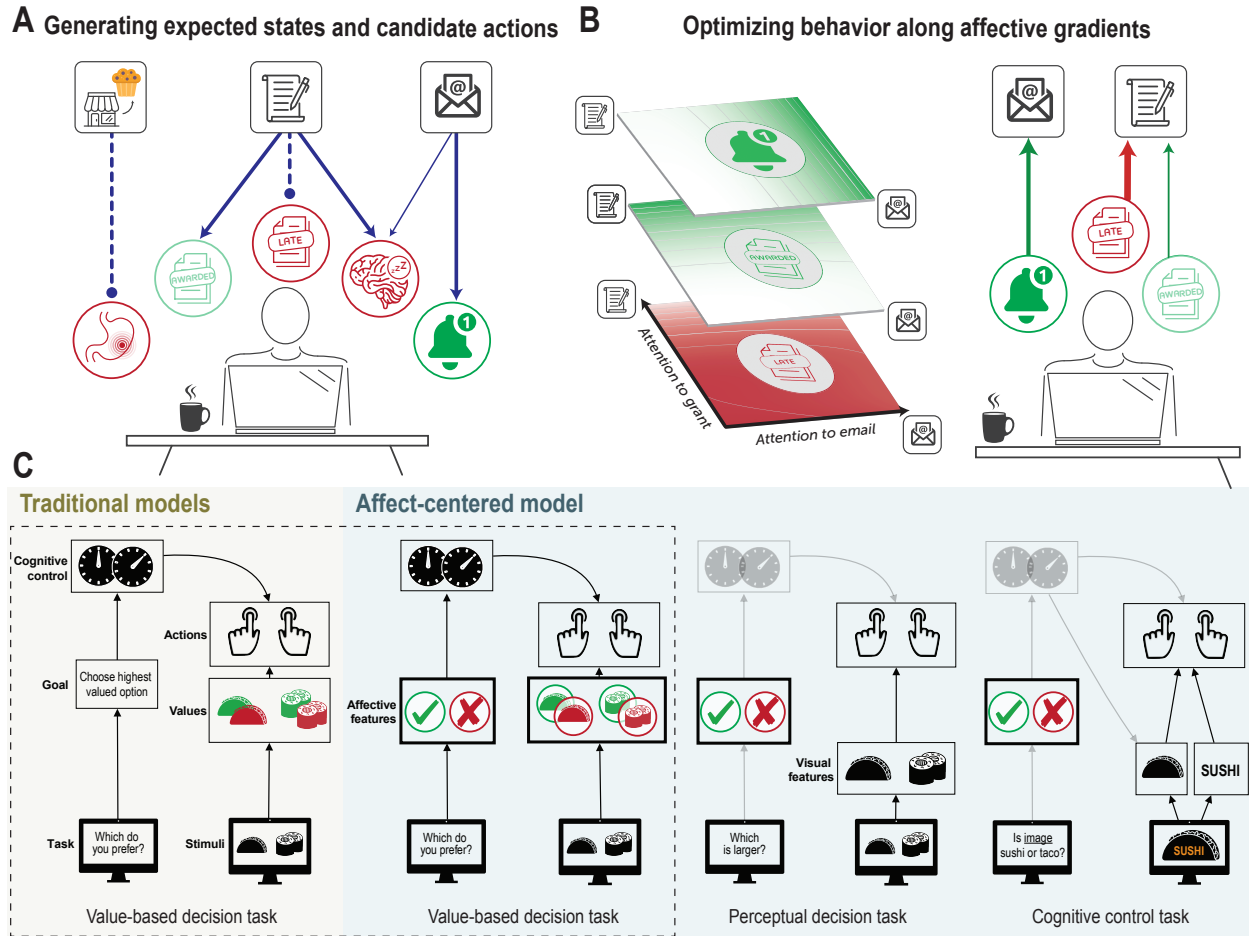 A Generating expected states and candidate actions
B Optimizing behavior along affective gradients
@
LATE
AWARDED
zzZ
1
@
1
@
AWARDED
@
LATE
Attention to grant
Attention to email
@
@
LATE
1
AWARDED
C
Traditional models
Affect-centered model
Cognitive
control
Actions
Goal
Choose highest
valued option
Values
Affective
features
Visual
features
SUSHI
Task
Which do
you prefer?
Stimuli
Which do
you prefer?
Which
is larger?
Is image
sushi or taco?
SUSHI
Value-based decision task
Value-based decision task
Perceptual decision task
Cognitive control task